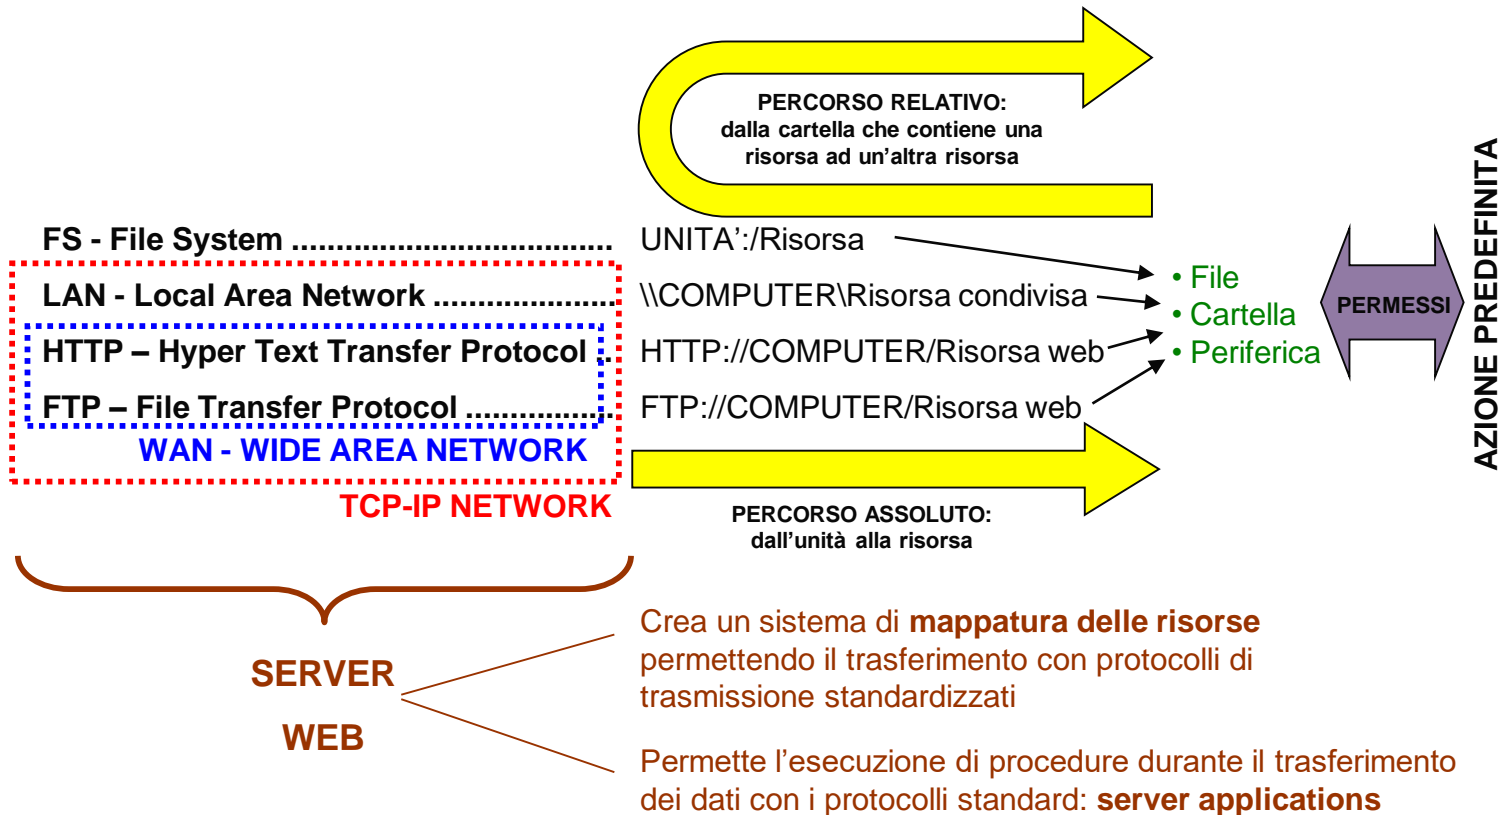 PERCORSO RELATIVO:
dalla cartella che contiene una
risorsa ad un'altra risorsa
FS - File System .................................... UNITA':/Risorsa
LAN - Local Area Network ..................... \\COMPUTER\Risorsa condivisa
HTTP – Hyper Text Transfer Protocol .. HTTP://COMPUTER/Risorsa web
FTP – File Transfer Protocol ................. FTP://COMPUTER/Risorsa web
WAN - WIDE AREA NETWORK
TCP-IP NETWORK
• File
• Cartella
• Periferica
PERMESSI
AZIONE PREDEFINITA
PERCORSO ASSOLUTO:
dall'unità alla risorsa
SERVER
WEB
Crea un sistema di mappatura delle risorse
permettendo il trasferimento con protocolli di
trasmissione standardizzati
Permette l'esecuzione di procedure durante il trasferimento
dei dati con i protocolli standard: server applications